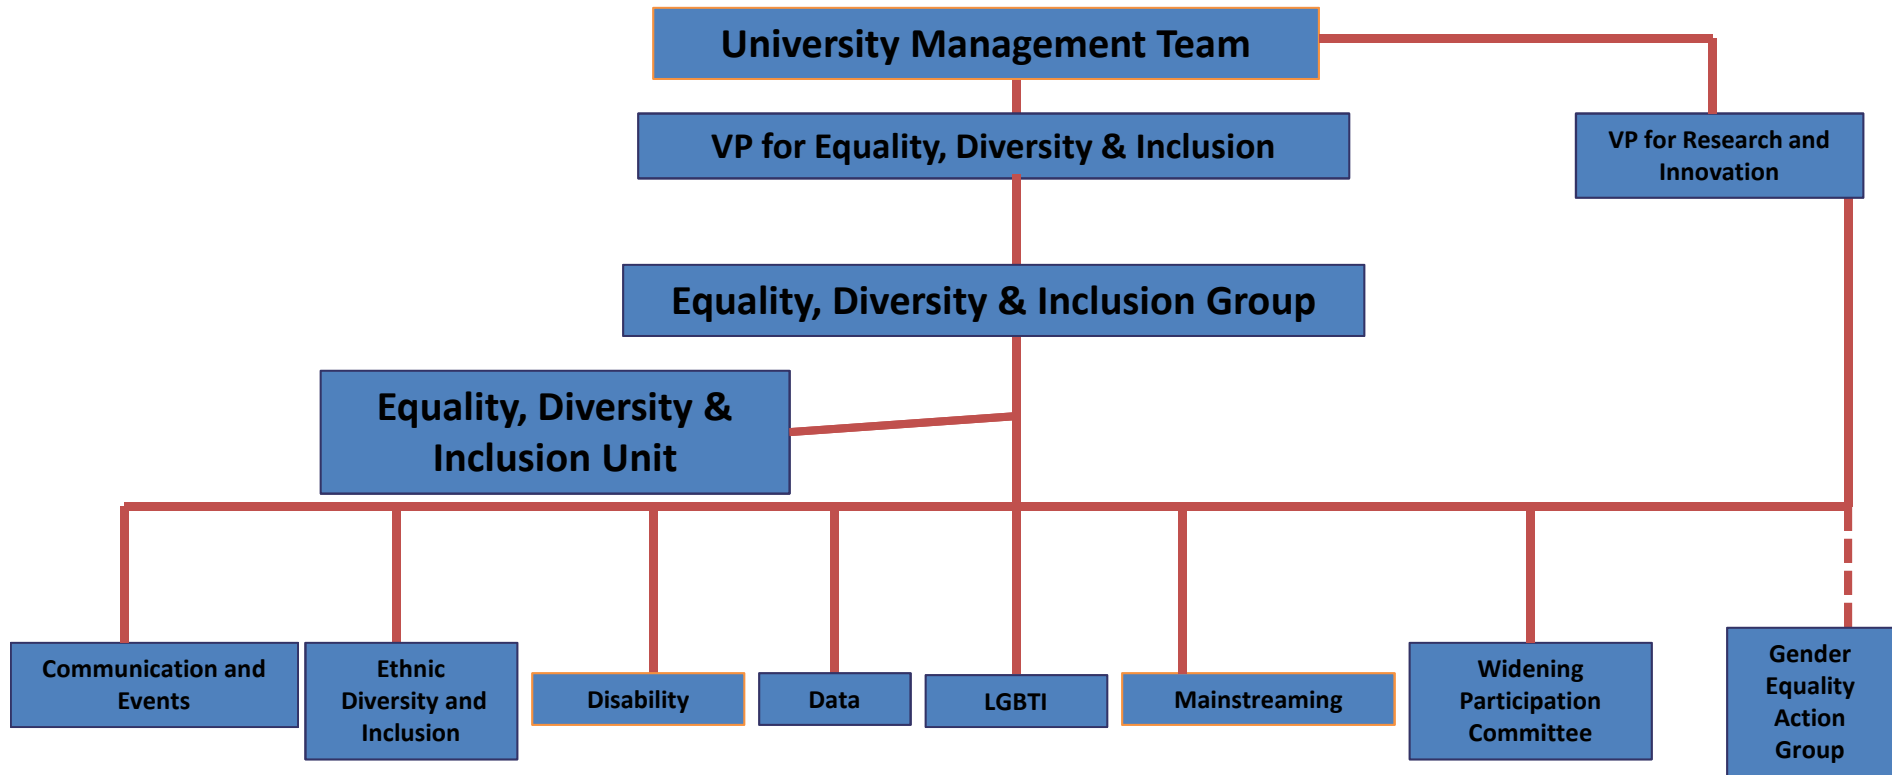 University Management Team
VP for Equality, Diversity & Inclusion
VP for Research and
Innovation
Equality, Diversity & Inclusion Group
Equality, Diversity &
Inclusion Unit
Communication and
Events
Ethnic
Diversity and
Inclusion
Disability
Data
LGBTI
Mainstreaming
Widening
Participation
Committee
Gender
Equality
Action
Group